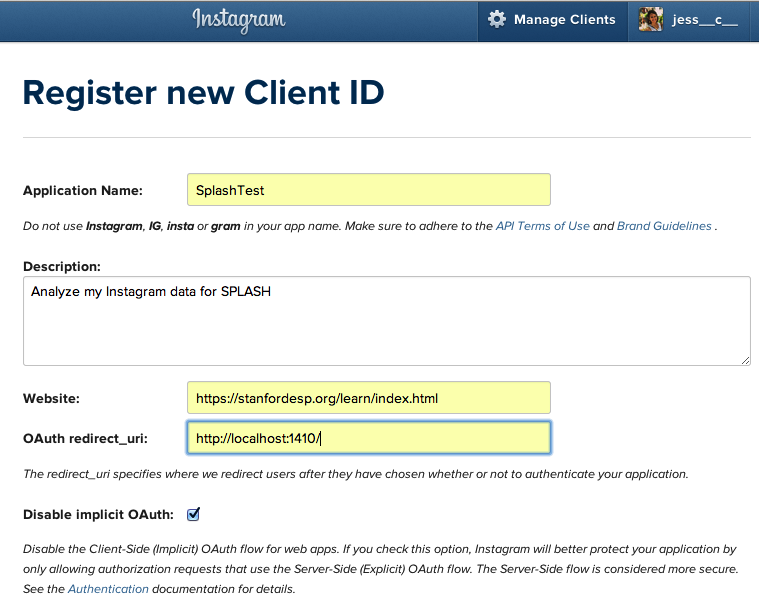 Instagram Manage Clients jess__c__
Register new Client ID
Application Name: SplashTest
Do not use Instagram, IG, insta or gram in your app name. Make sure to adhere to the API Terms of Use and Brand Guidelines .
Description:
Analyze my Instagram data for SPLASH
Website: https://stanfordesp.org/learn/index.html
OAuth redirect_uri: http://localhost:1410/
The redirect_uri specifies where we redirect users after they have chosen whether or not to authenticate your application.
Disable implicit OAuth:
Disable the Client-Side (Implicit) OAuth flow for web apps. If you check this option, Instagram will better protect your application by
only allowing authorization requests that use the Server-Side (Explicit) OAuth flow. The Server-Side flow is considered more secure.
See the Authentication documentation for details.